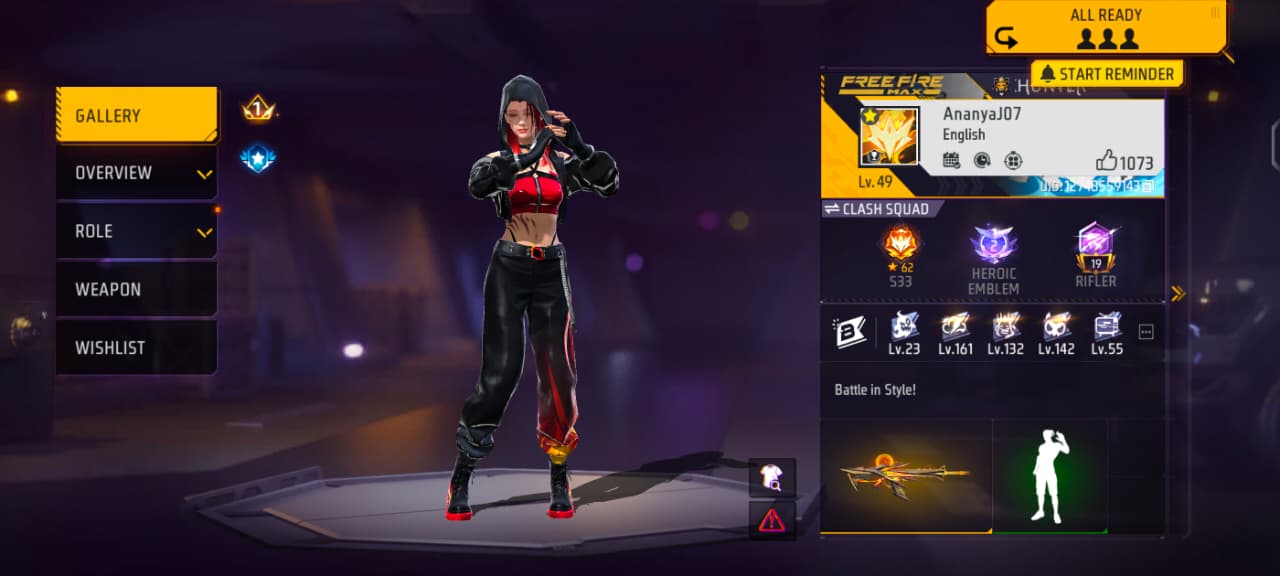 ALL READY
START REMINDER
GALLERY
OVERVIEW
ROLE
WEAPON
WISHLIST
1
FREE FIRE
MAX
AnanyaJ07
English
1073
Lv. 49
CLASH SQUAD
62
S33
2
HEROIC
EMBLEM
19
RIFLER
B
Lv.23
Lv.161
Lv.132
Lv.142
Lv.55
Battle in Style!